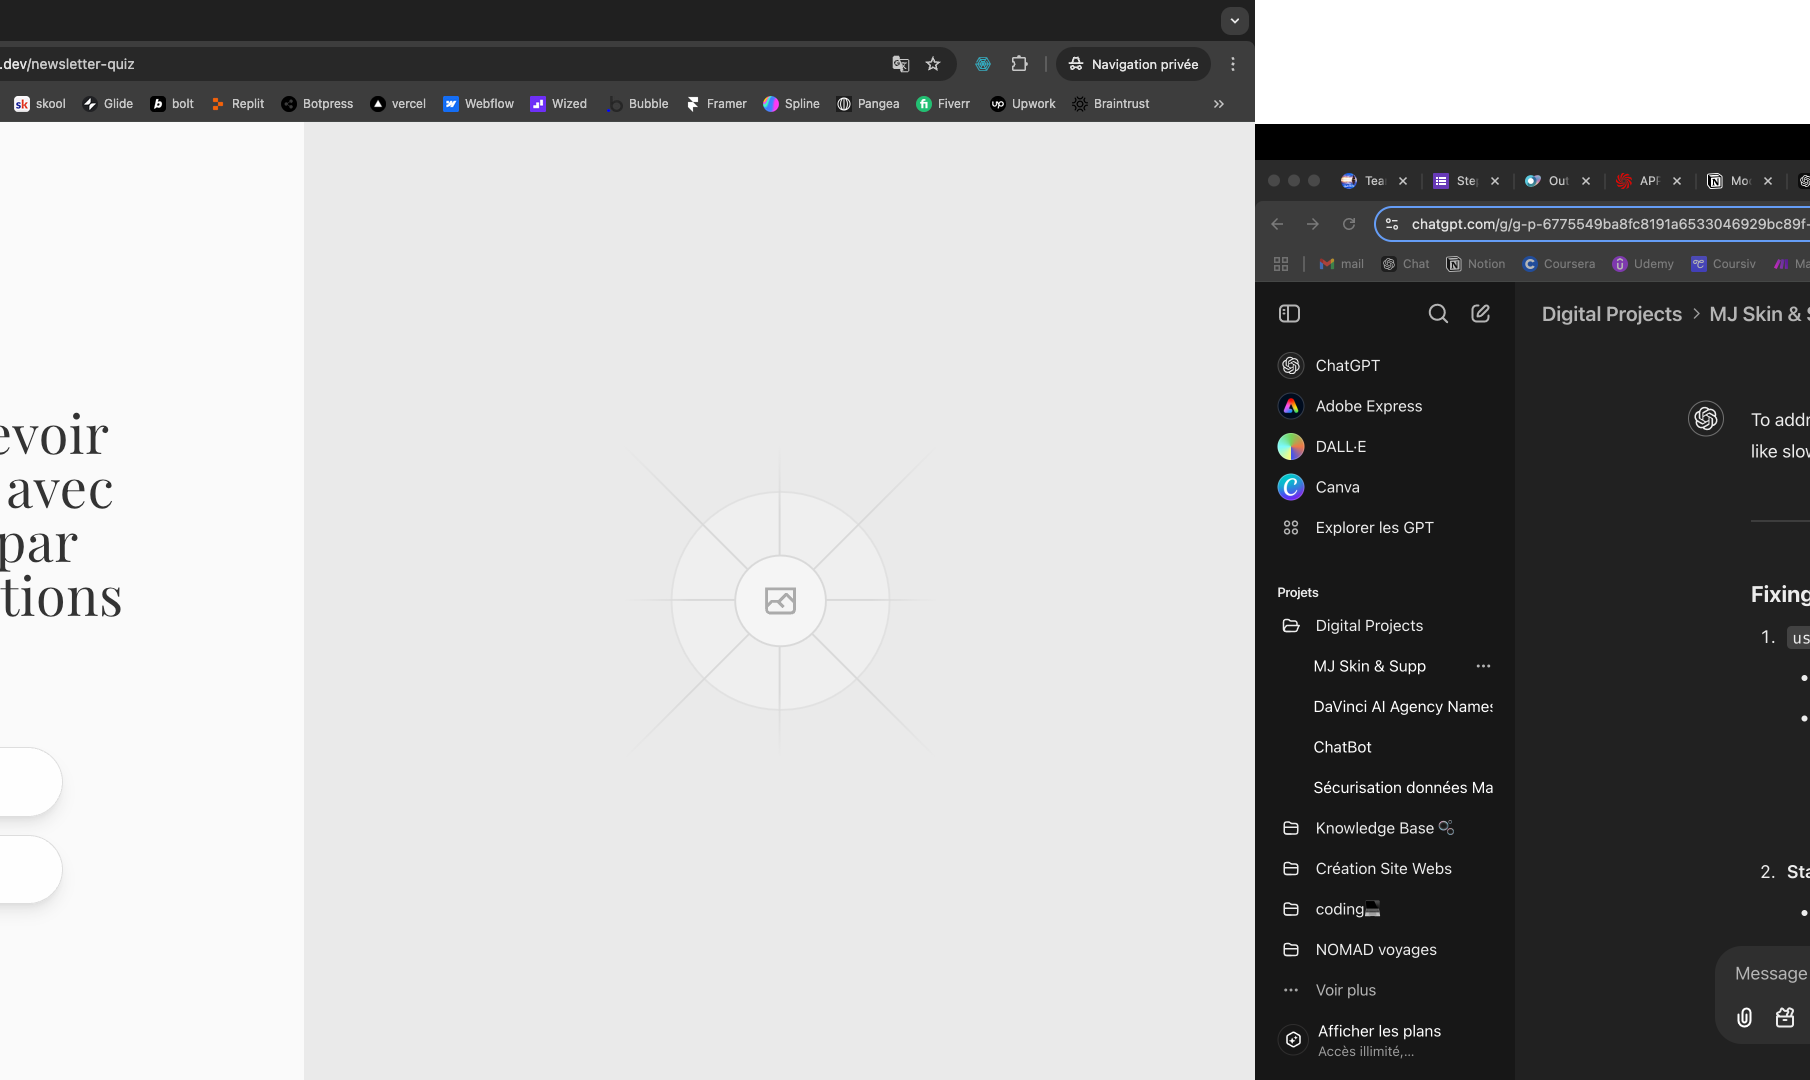 .dev/newsletter-quiz
Navigation privée
skool
Glide
bolt
Replit
Botpress
vercel
Webflow
Wized
Bubble
Framer
Spline
Pangea
Fiverr
Upwork
Braintrust
evoir
avec
par
tions
Tea
Ste
Out
API
Mo
chatgpt.com/g/g-p-6775549ba8fc8191a6533046929bc89f-
mail
Chat
Notion
Coursera
Udemy
Coursiv
Ma
Digital Projects > MJ Skin & S
ChatGPT
Adobe Express
DALL·E
Canva
Explorer les GPT
Projets
Digital Projects
MJ Skin & Supp
DaVinci AI Agency Names
ChatBot
Sécurisation données Ma
Knowledge Base
Création Site Webs
coding
NOMAD voyages
Voir plus
Afficher les plans
Accès illimité,...
To addr
like slov
Fixing
1. us
2. Sta
Message